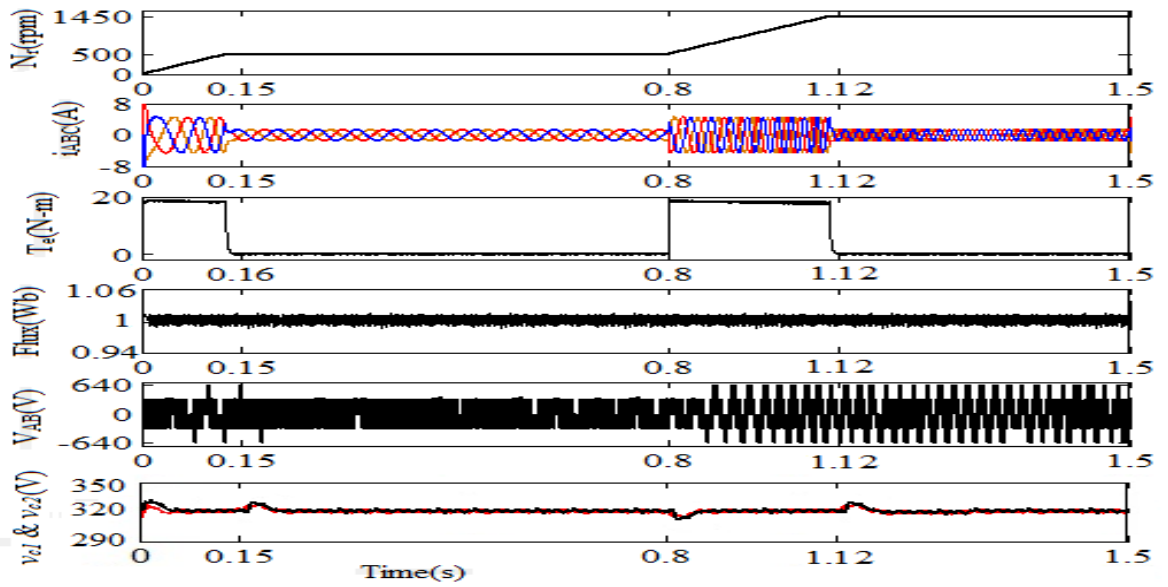 Nr(rpm)
1450
500
0
0 0.15 0.8 1.12 1.5
iABC(A)
8
0
-8
0 0.15 0.8 1.12 1.5
Te(N-m)
20
0
0 0.16 0.8 1.12 1.5
Flux(Wb)
1.06
1
0.94
0 0.15 0.8 1.12 1.5
VAB(V)
640
0
-640
0 0.15 0.8 1.12 1.5
vc1 & vc2(V)
350
320
290
0 0.15 0.8 1.12 1.5
Time(s)